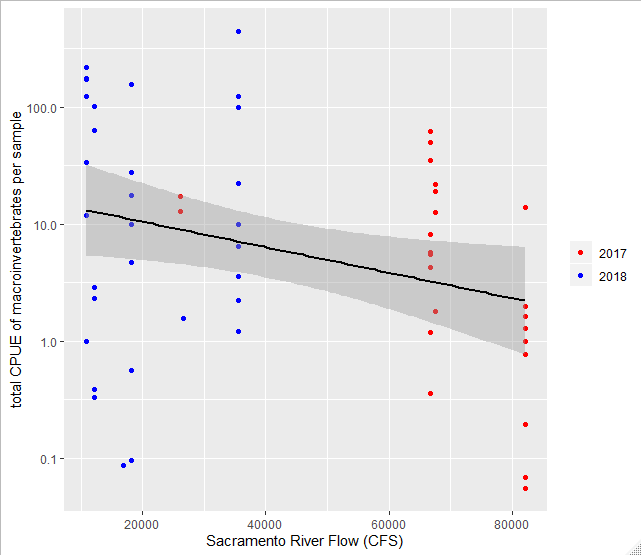 total CPUE of macroinvertebrates per sample
100.0
10.0
1.0
0.1
20000 40000 60000 80000
Sacramento River Flow (CFS)
2017
2018